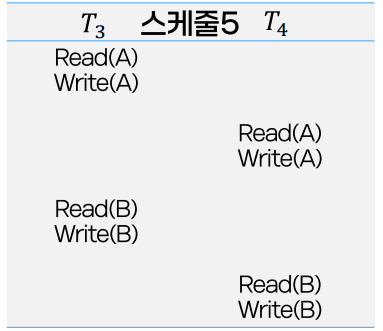 T3 스케줄5 T4
Read(A)
Write(A)
Read(A)
Write(A)
Read(B)
Write(B)
Read(B)
Write(B)